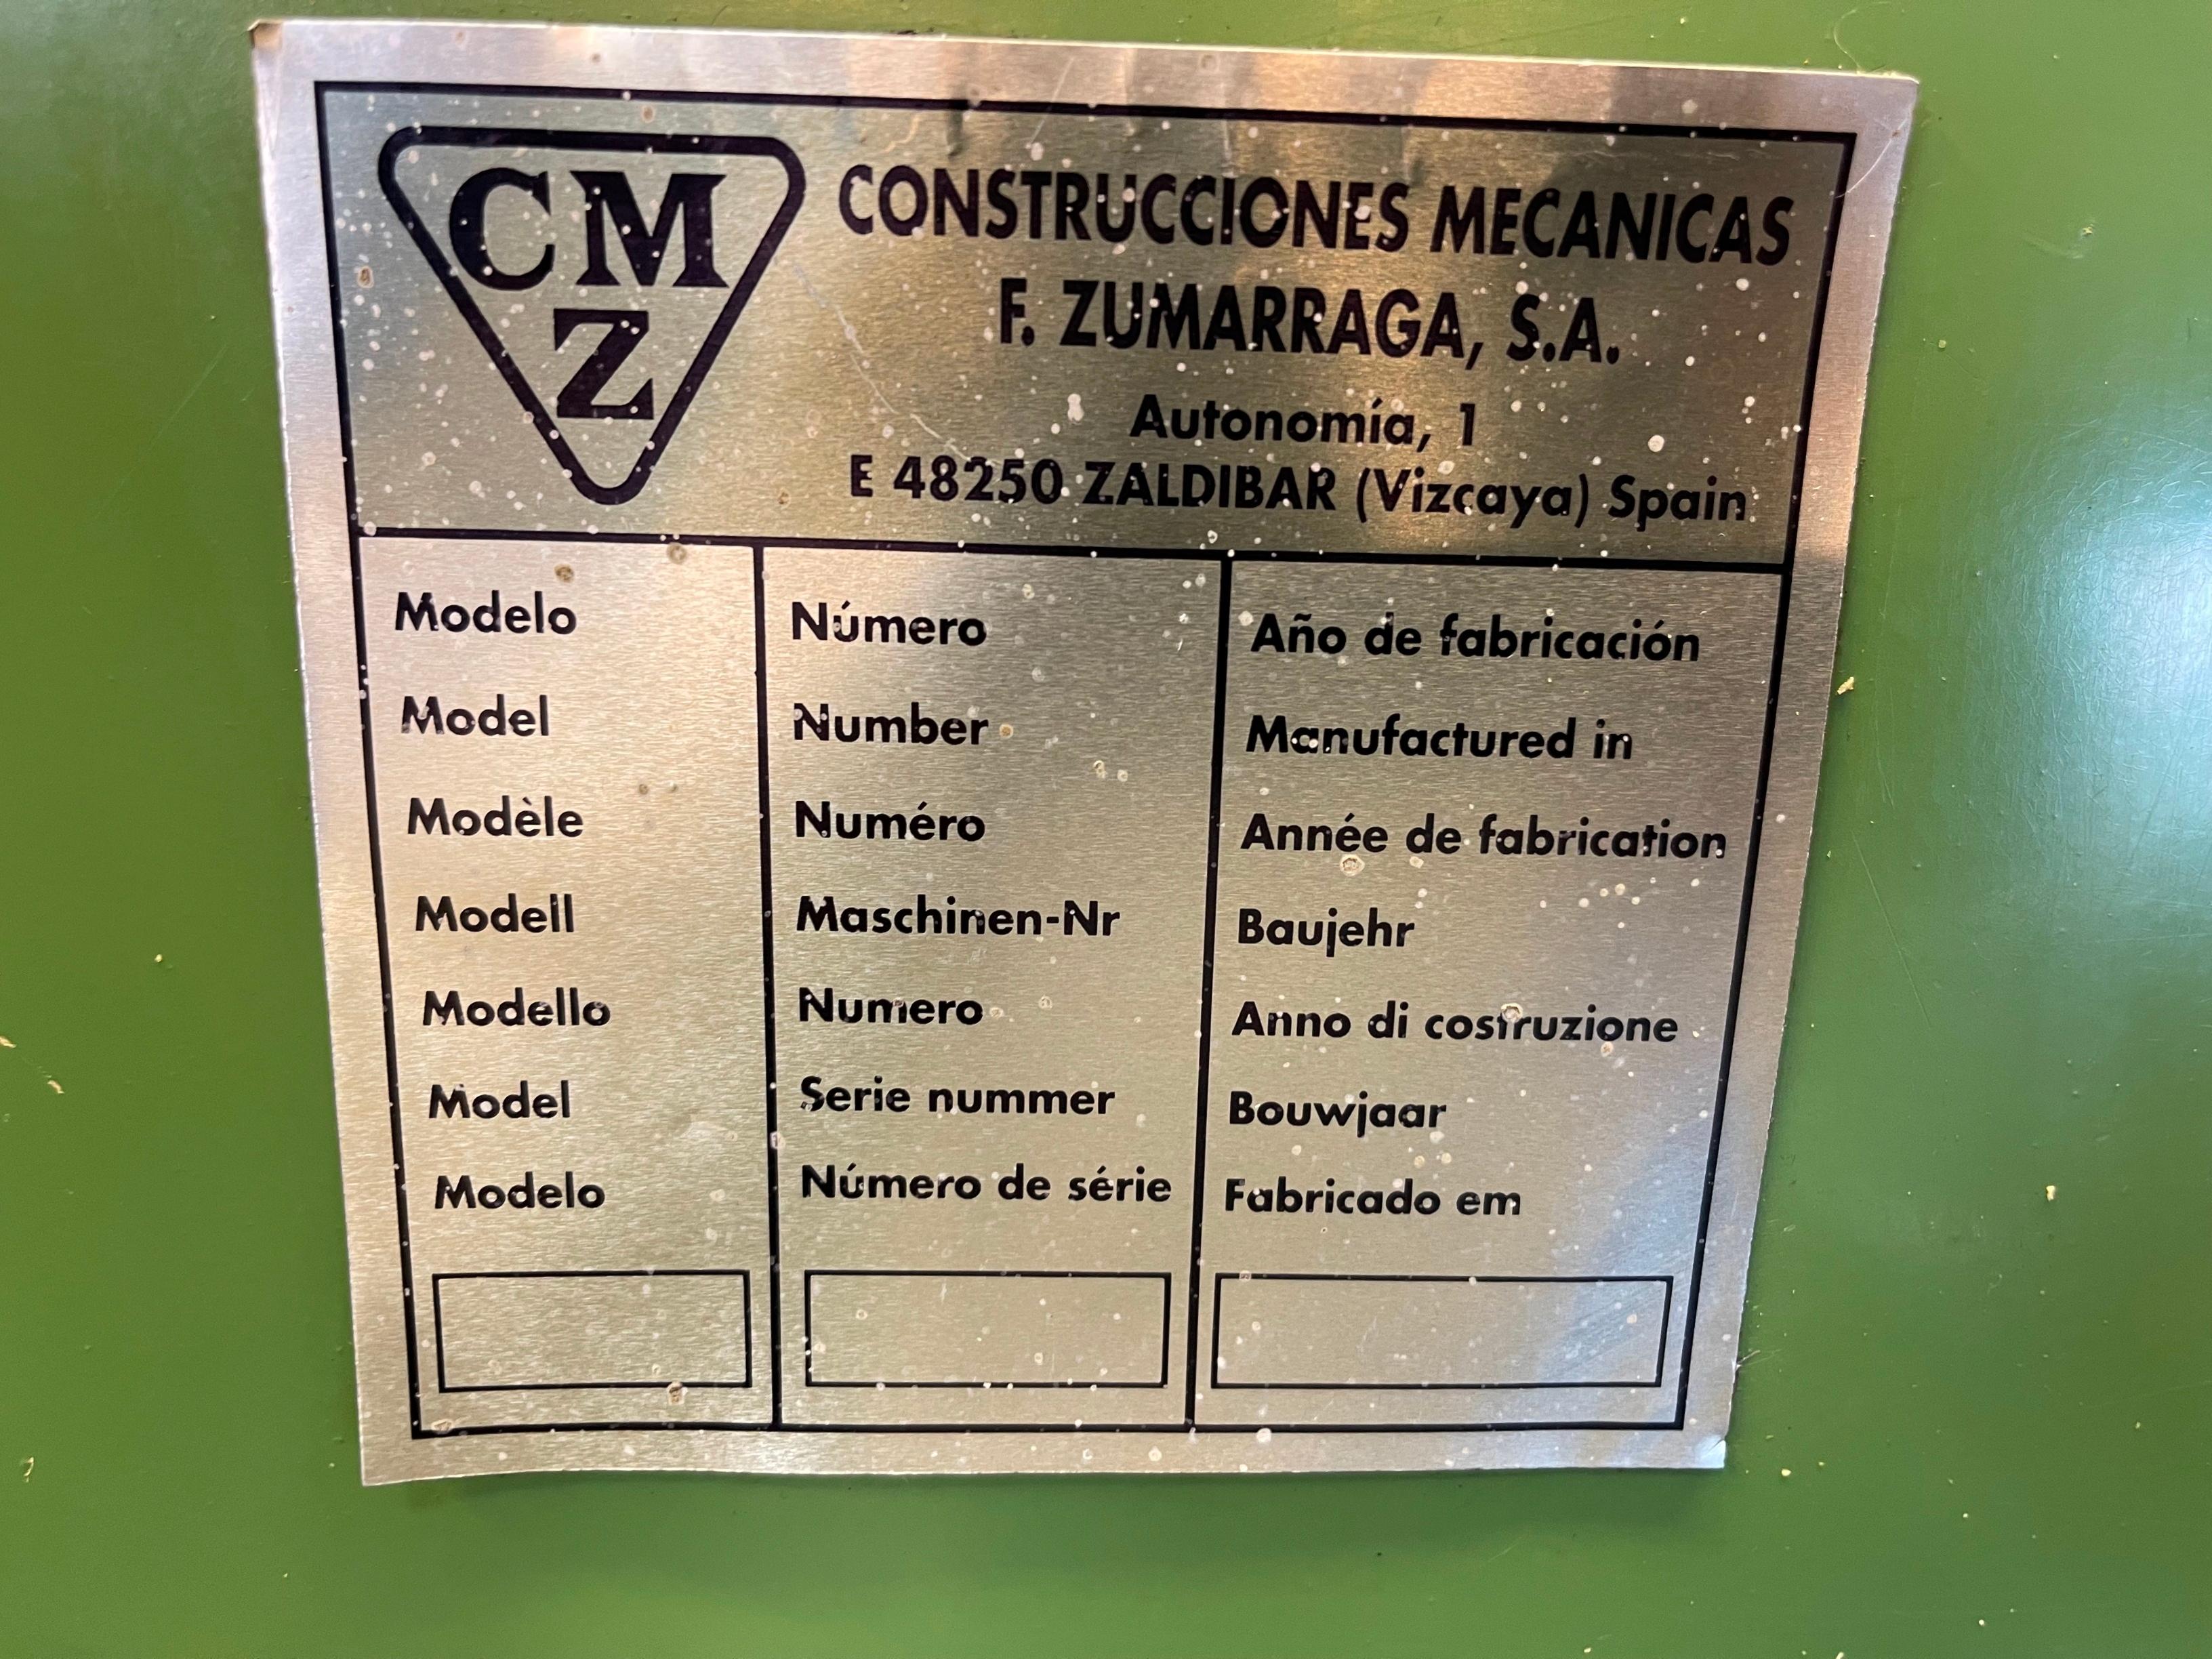 CM
Z
CONSTRUCCIONES MECANICAS
F. ZUMARRAGA, S.A.
Autonomía, 1
E 48250 ZALDIBAR (Vizcaya) Spain
Modelo
Model
Modèle
Modell
Modello
Model
Modelo
Número
Number
Numéro
Maschinen-Nr
Numero
Serie nummer
Número de série
Año de fabricación
Manufactured in
Année de fabrication
Baujehr
Anno di costruzione
Bouwjaar
Fabricado em